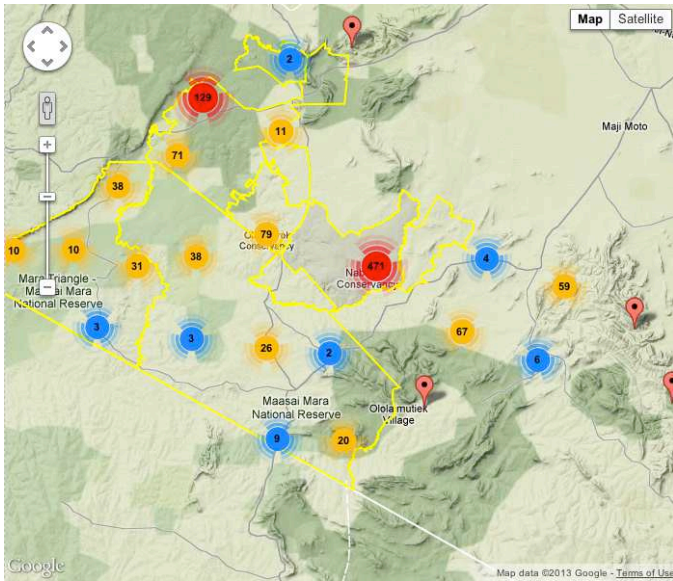 Map Satellite
2
129
11
Maji Moto
71
38
79
Conservancy
10
10
31
38
471
Conservancy
4
59
Mara Triangle -
Maasai Mara
National Reserve
3
3
67
26
2
6
Maasai Mara
National Reserve
Ololamutiek
Village
9
20
Google
Map data ©2013 Google - Terms of Use